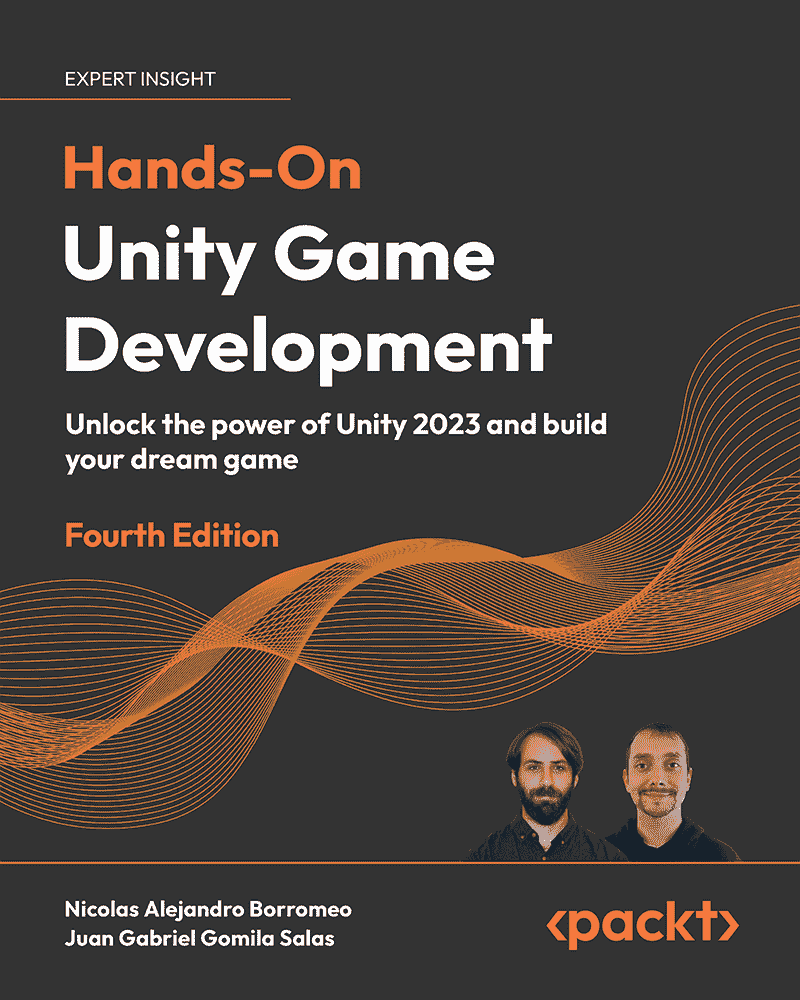 EXPERT INSIGHT
Hands-On
Unity Game
Development
Unlock the power of Unity 2023 and build
your dream game
Fourth Edition
Nicolas Alejandro Borromeo
Juan Gabriel Gomila Salas
<packt>